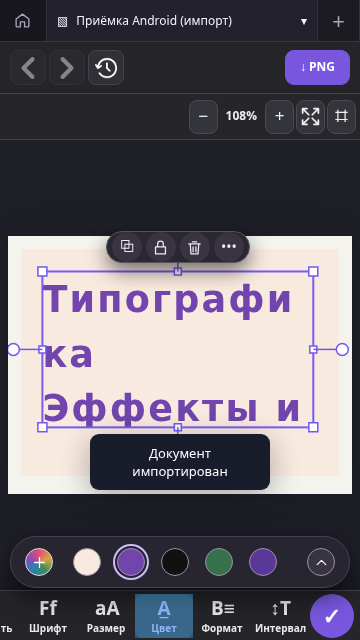 Приёмка Android (импорт)
↓ PNG
108%
Типографи
ка
Эффекты и
Документ
импортирован
ть
Ff
Шрифт
aA
Размер
A
Цвет
B≡
Формат
↕T
Интервал